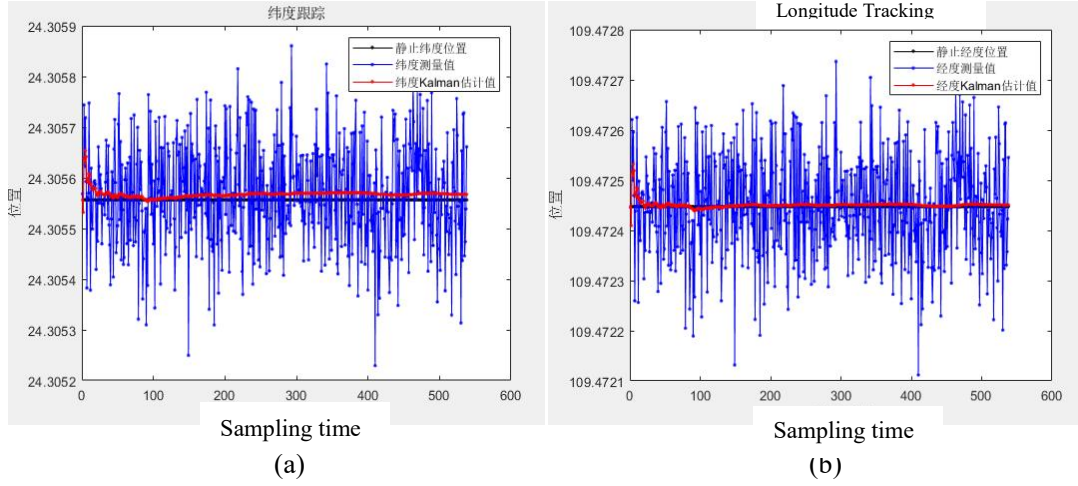 纬度跟踪
24.3059
24.3058
24.3057
24.3056
24.3055
24.3054
24.3053
24.3052
位置
静止纬度位置
纬度测量值
纬度Kalman估计值
0 100 200 300 400 500 600
Sampling time
(a)
Longitude Tracking
109.4728
109.4727
109.4726
109.4725
109.4724
109.4723
109.4722
109.4721
位置
静止经度位置
经度测量值
经度Kalman估计值
0 100 200 300 400 500 600
Sampling time
(b)